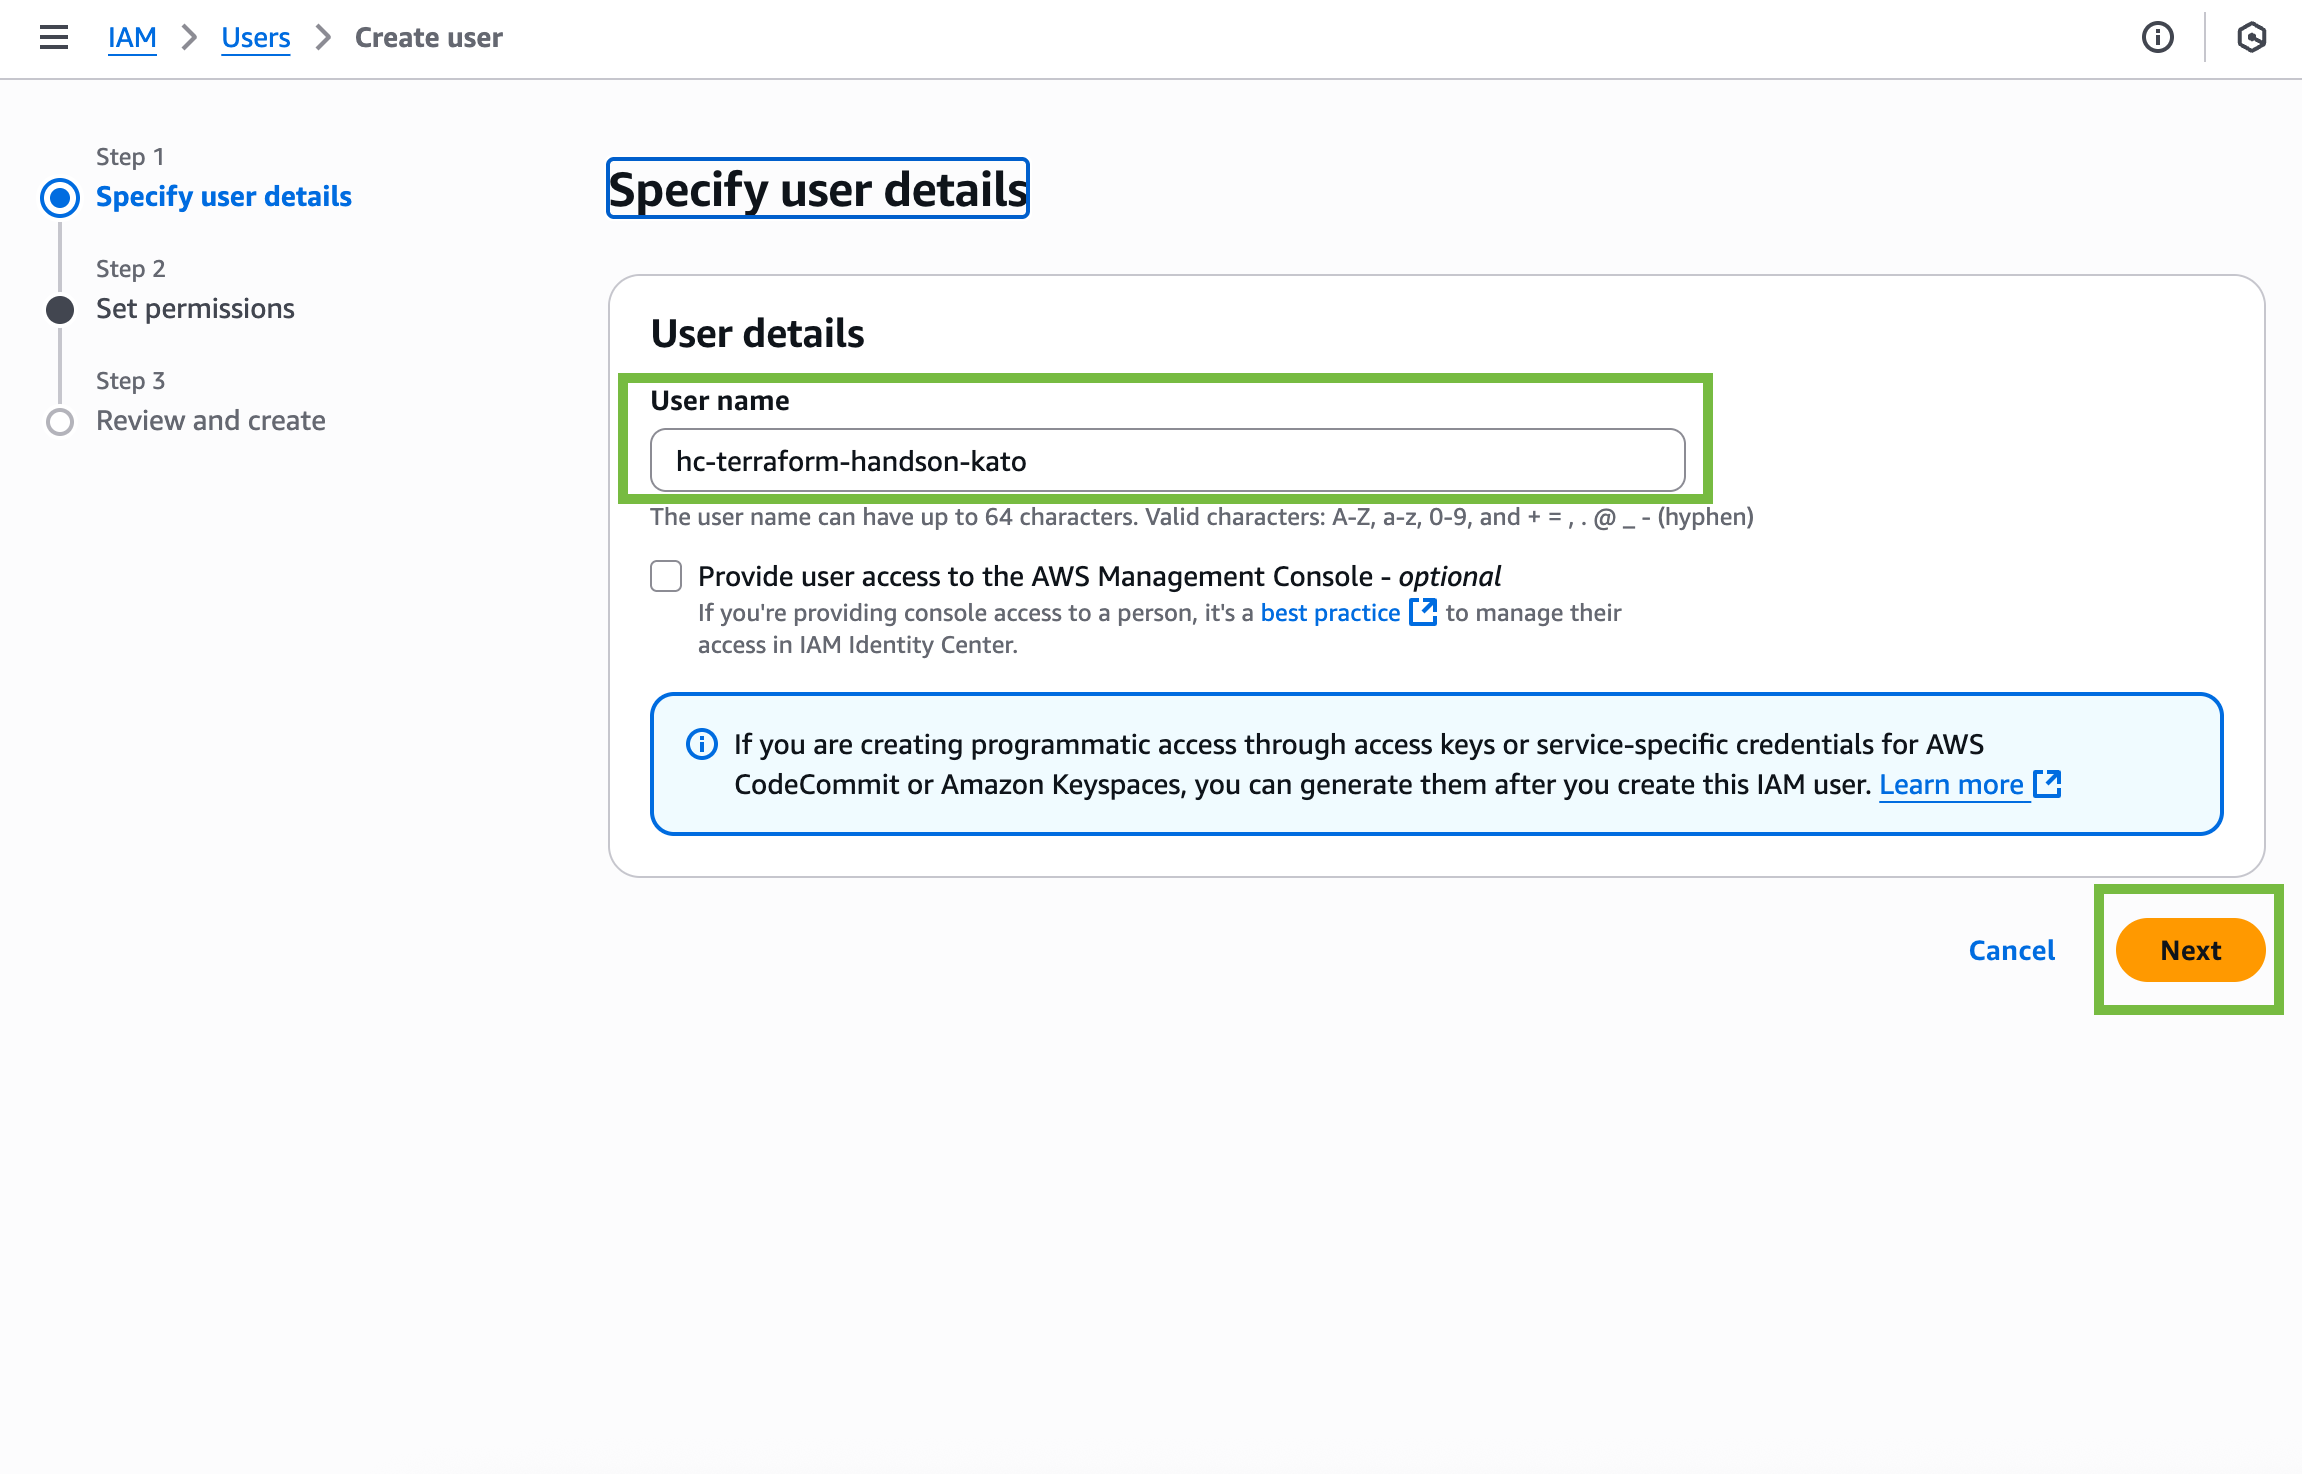 IAM > Users > Create user
Step 1
Specify user details
Step 2
Set permissions
Step 3
Review and create
Specify user details
User details
User name
hc-terraform-handson-kato
The user name can have up to 64 characters. Valid characters: A-Z, a-z, 0-9, and + = , . @ _ - (hyphen)
Provide user access to the AWS Management Console - optional
If you're providing console access to a person, it's a best practice to manage their
access in IAM Identity Center.
If you are creating programmatic access through access keys or service-specific credentials for AWS
CodeCommit or Amazon Keyspaces, you can generate them after you create this IAM user. Learn more
Cancel
Next